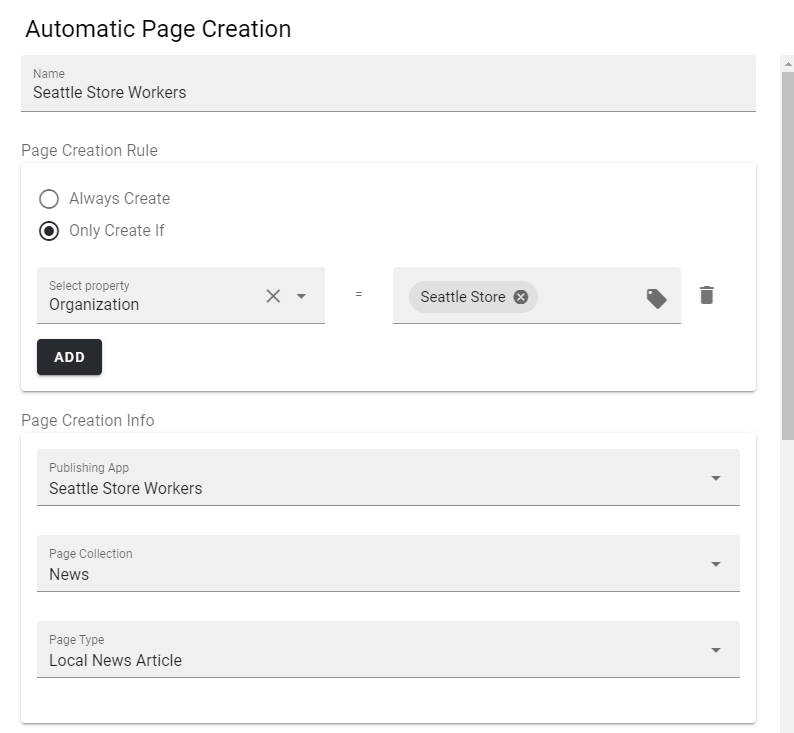 Automatic Page Creation
Name
Seattle Store Workers
Page Creation Rule
Always Create
Only Create If
Select property
Organization
=
Seattle Store
ADD
Page Creation Info
Publishing App
Seattle Store Workers
Page Collection
News
Page Type
Local News Article